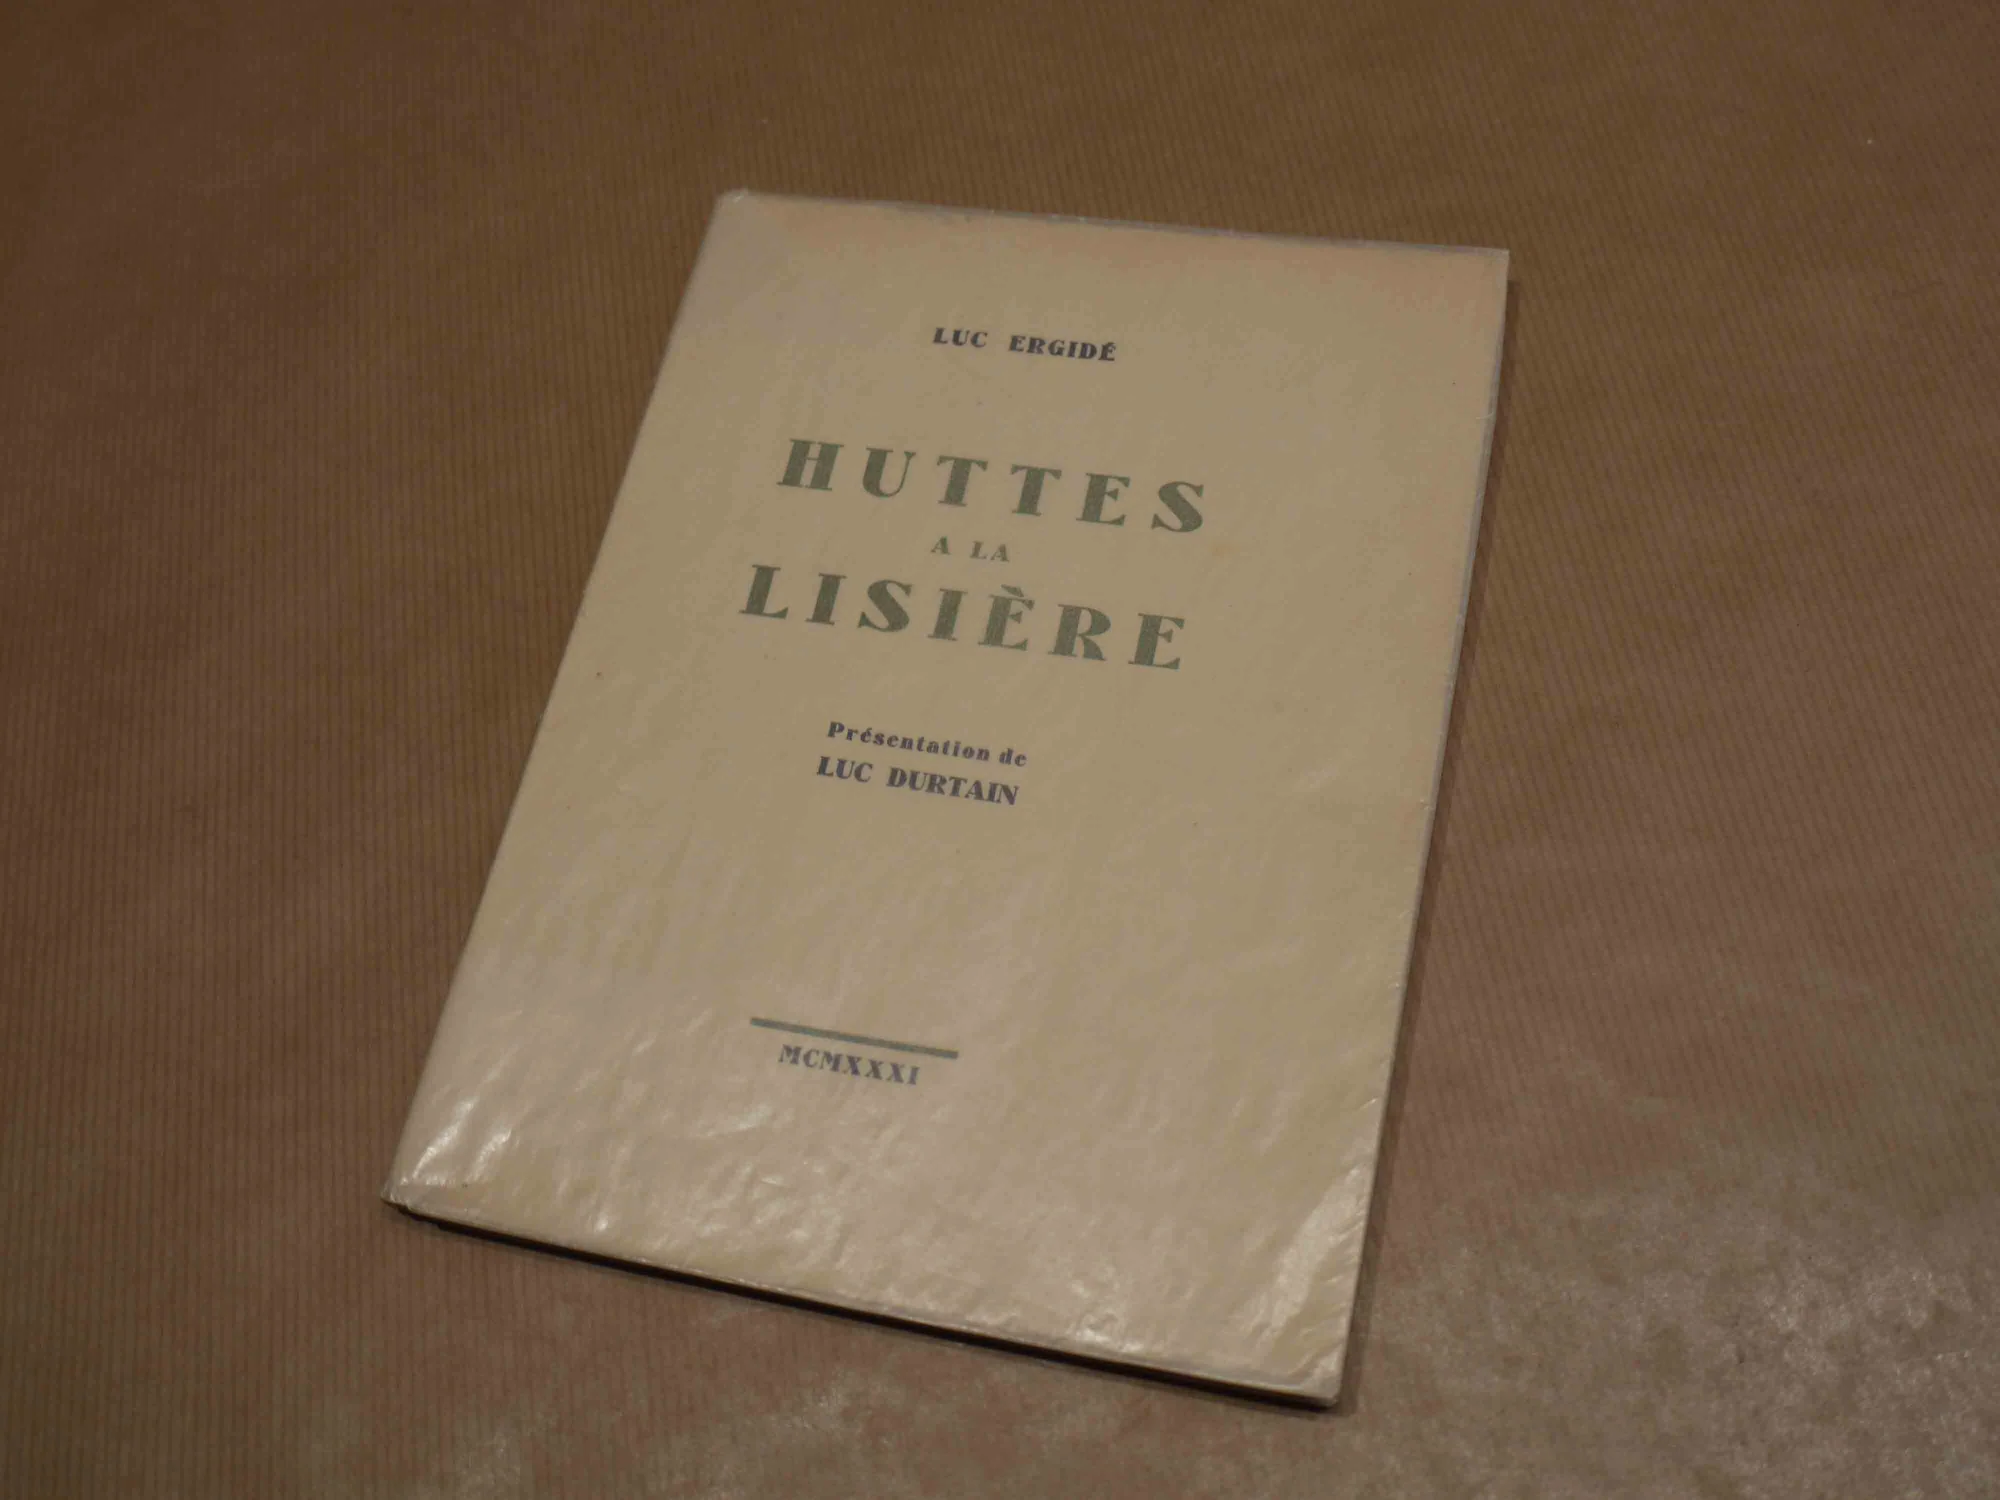 LUC ERGIDÉ
HUTTES
A LA
LISIÈRE
Présentation de
LUC DURTAIN
MCMXXXI